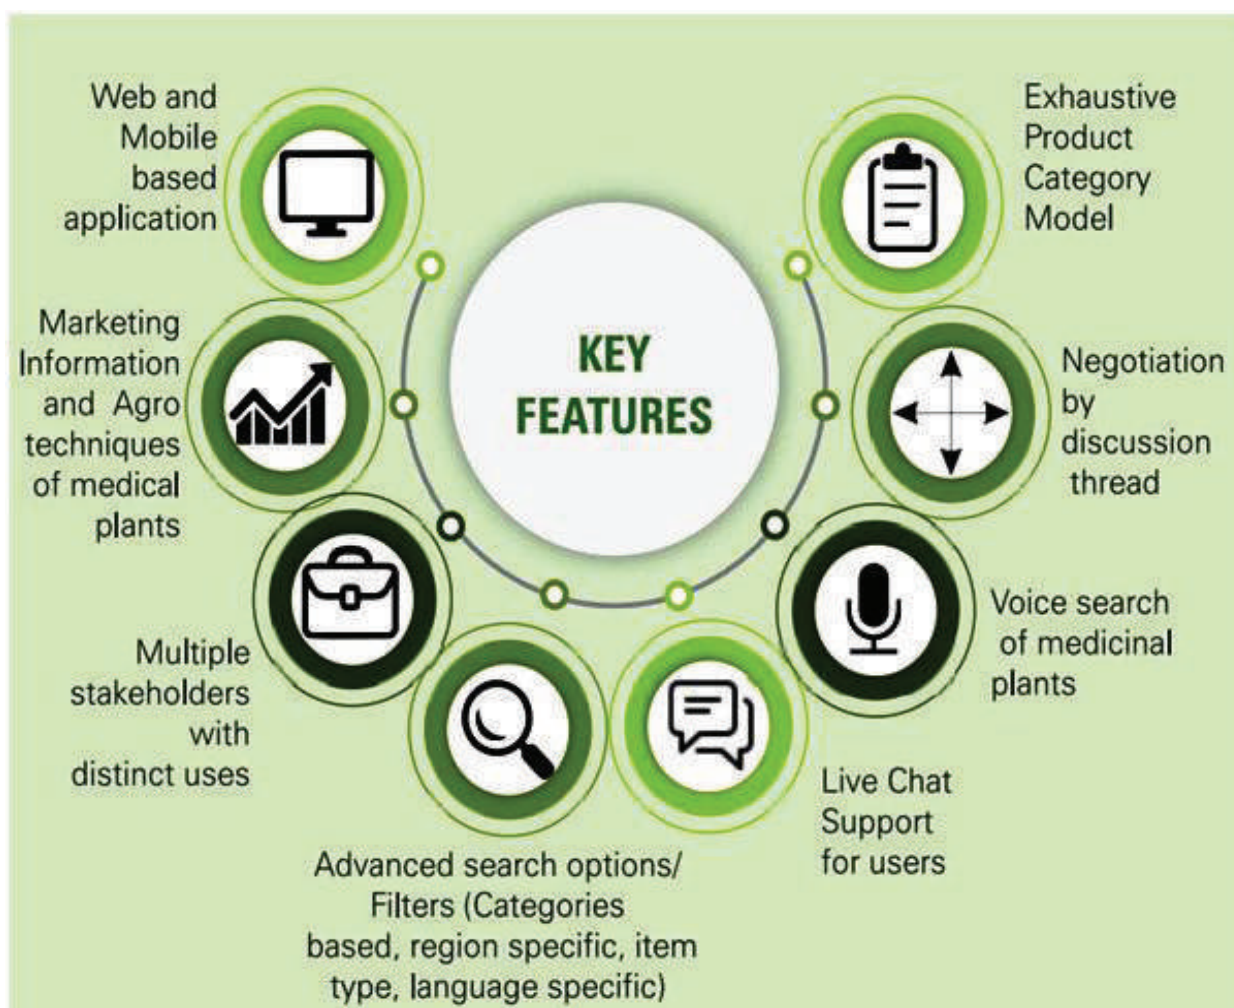 KEY
FEATURES
Web and
Mobile
based
application
Marketing
Information
and Agro
techniques
of medical
plants
Multiple
stakeholders
with
distinct uses
Advanced search options/
Filters (Categories
based, region specific, item
type, language specific)
Live Chat
Support
for users
Voice search
of medicinal
plants
Negotiation
by
discussion
thread
Exhaustive
Product
Category
Model